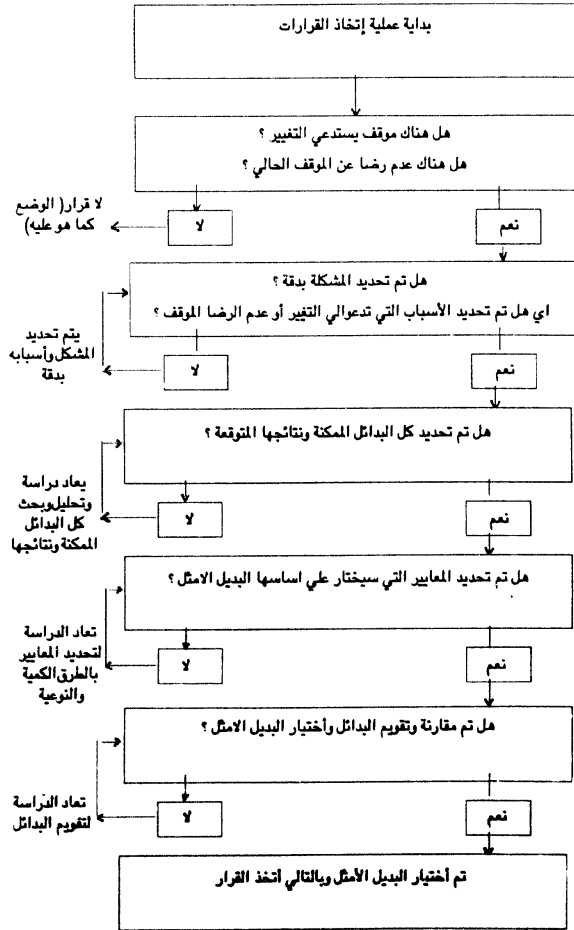 بداية عملية إتخاذ القرارات
هل هناك موقف يستدعي التغيير ؟
هل هناك عدم رضا عن الموقف الحالي ؟
نعم
لا
لا قرار( الوضع
كما هو عليه)
هل تم تحديد المشكلة بدقة ؟
اي هل تم تحديد الأسباب التي تدعوالي التغير أو عدم الرضا الموقف ؟
نعم
لا
يتم تحديد
المشكل وأسبابه
بدقة
هل تم تحديد كل البدائل الممكنة ونتائجها المتوقعة ؟
نعم
لا
يعاد دراسة
وتحليل وبحث
كل البدائل
الممكنة ونتائجها
هل تم تحديد المعايير التي سيختار علي اساسها البديل الامثل ؟
نعم
لا
تعاد الدراسة
لتحديد المعايير
بالطرق الكمية
والنوعية
هل تم مقارنة وتقويم البدائل وأختيار البديل الامثل ؟
نعم
لا
تعاد الدراسة
لتقويم البدائل
تم أختيار البديل الأمثل وبالتالي أتخذ القرار